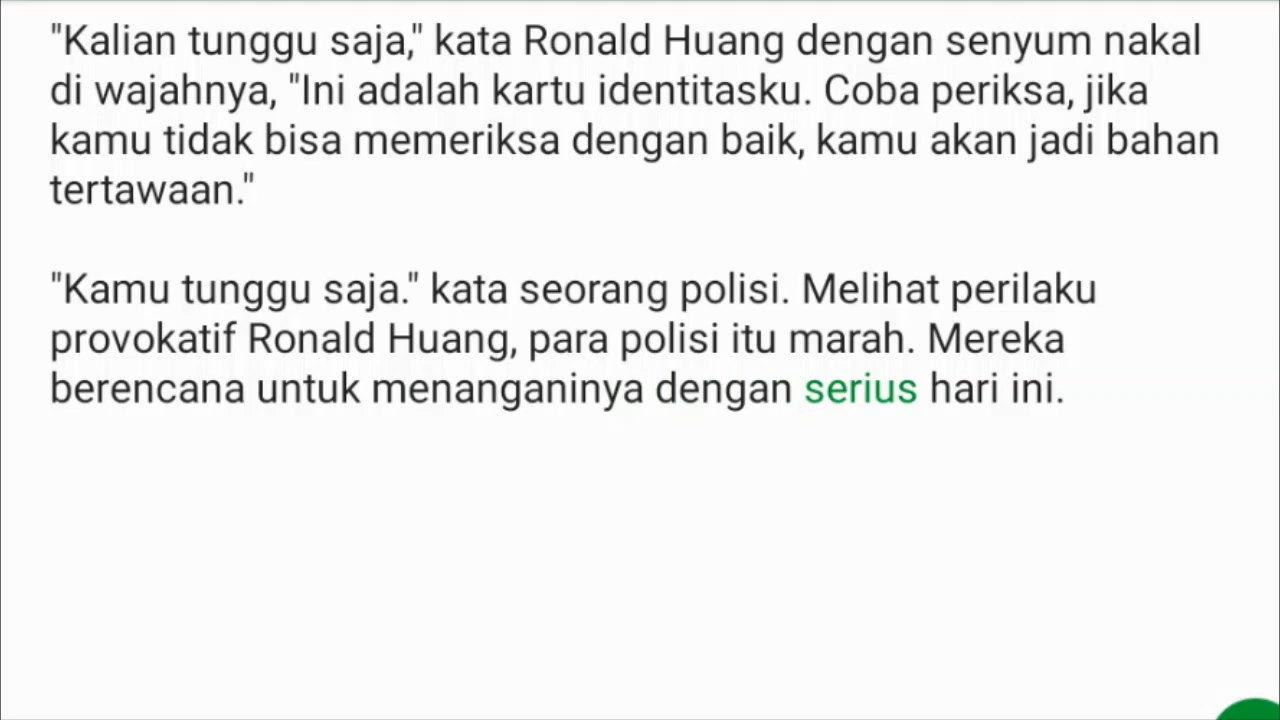 "Kalian tunggu saja," kata Ronald Huang dengan senyum nakal
di wajahnya, "Ini adalah kartu identitasku. Coba periksa, jika
kamu tidak bisa memeriksa dengan baik, kamu akan jadi bahan
tertawaan."
"Kamu tunggu saja." kata seorang polisi. Melihat perilaku
provokatif Ronald Huang, para polisi itu marah. Mereka
berencana untuk menanganinya dengan serius hari ini.